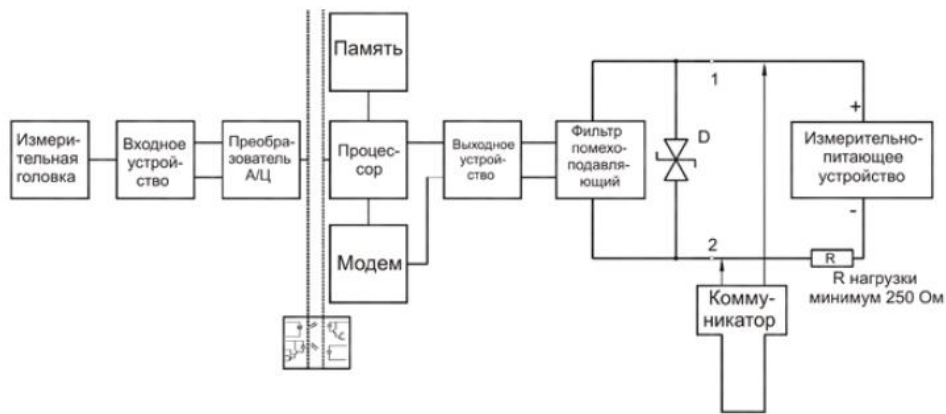 Память
Измери-
тельная
головка
Входное
устрой-
ство
Преобра-
зователь
А/Ц
Процес-
сор
Выходное
устрой-
ство
Фильтр
помехо-
подавля-
ющий
D
1
+
Измерительно-
питающее
устройство
-
Модем
2
R
R нагрузки
минимум 250 Ом
Комму-
никатор